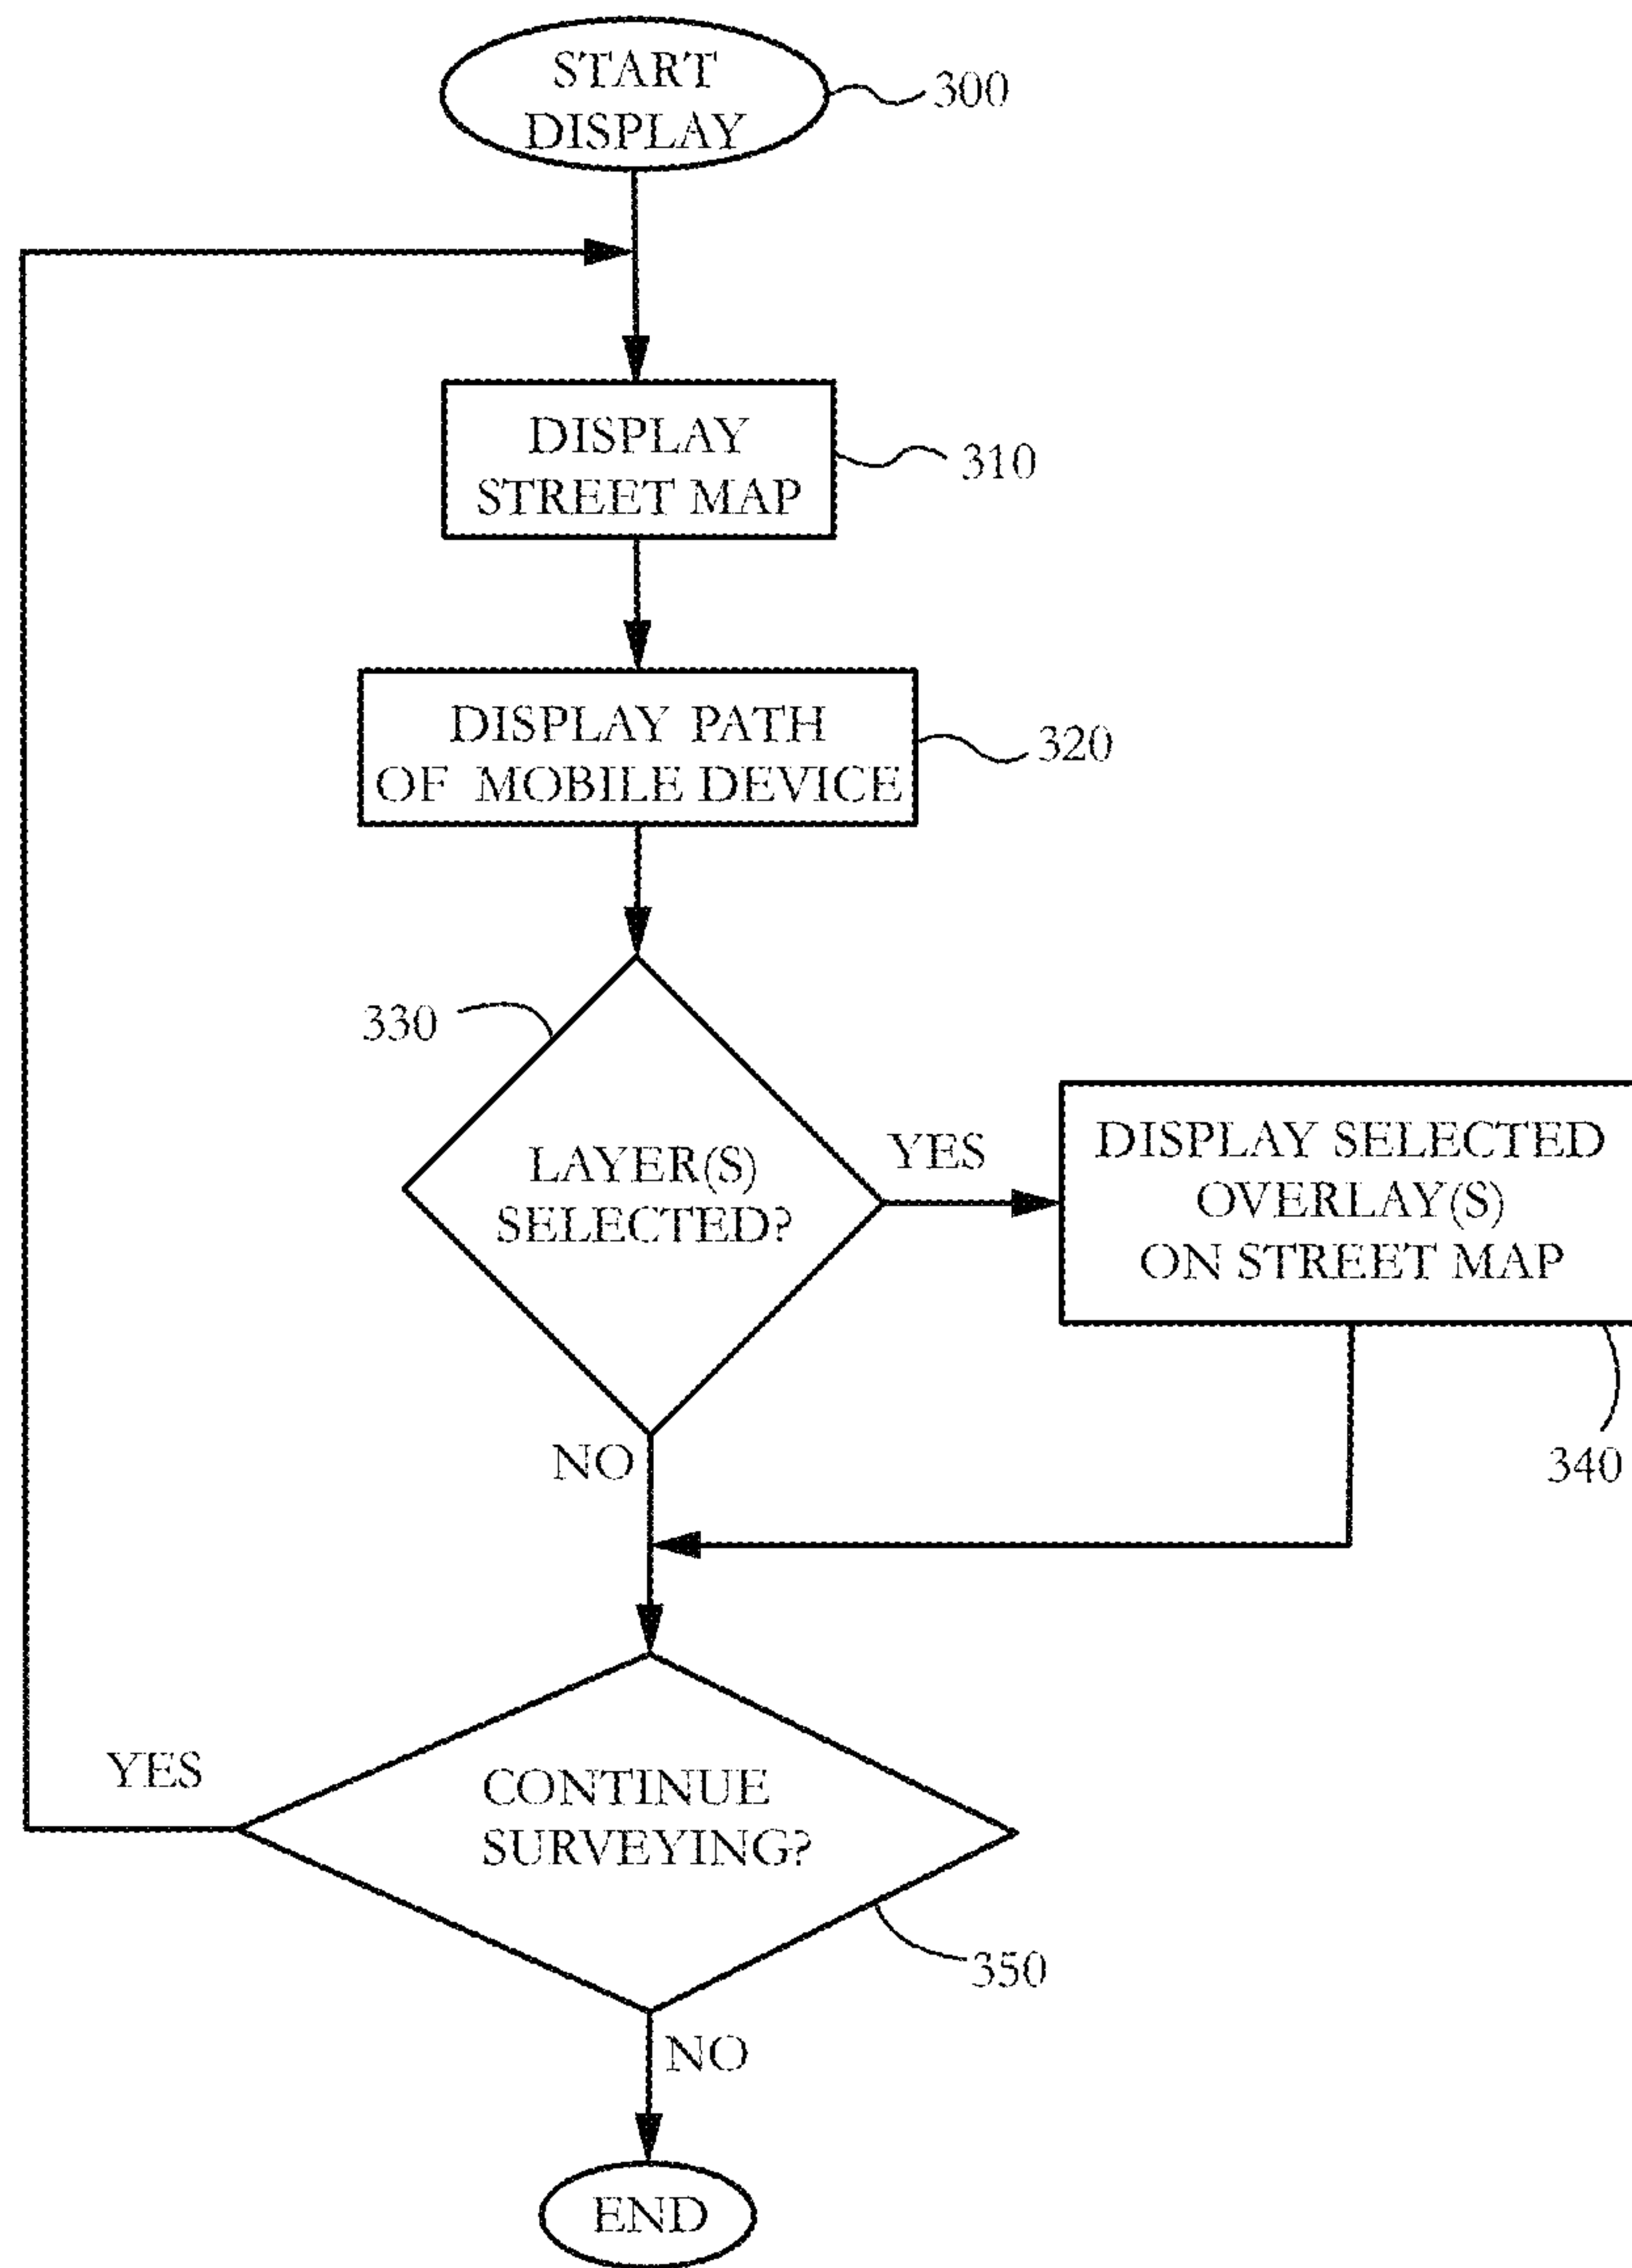 START
DISPLAY
300
DISPLAY
STREET MAP
310
DISPLAY PATH
OF MOBILE DEVICE
320
330
LAYER(S)
SELECTED?
YES
DISPLAY SELECTED
OVERLAY(S)
ON STREET MAP
340
NO
YES
CONTINUE
SURVEYING?
350
NO
END